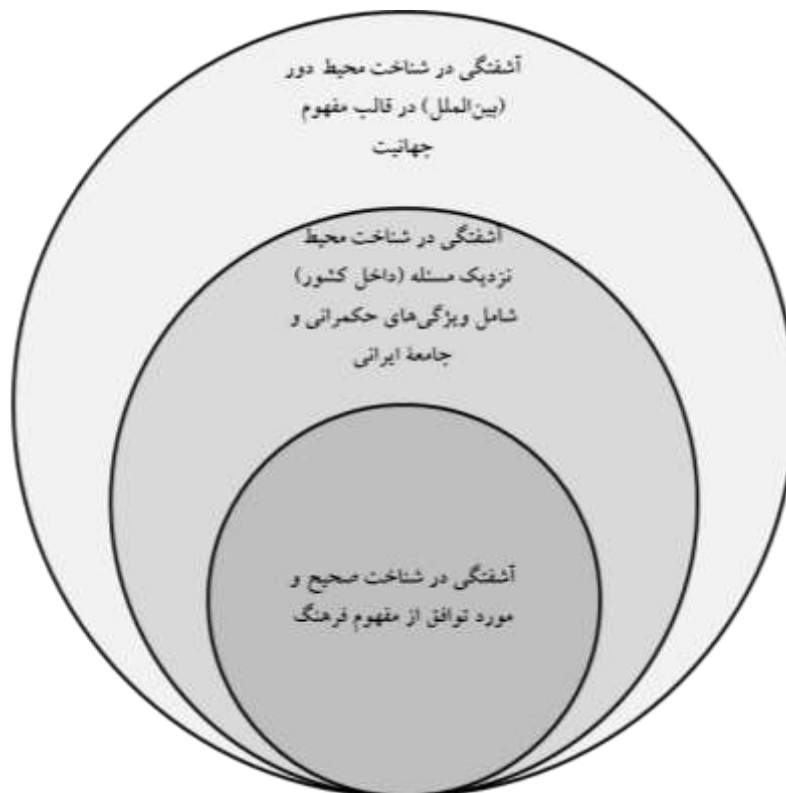 آشفتگی در شناخت محیط دور
(بین‌الملل) در قالب مفهوم
جهانیت
آشفتگی در شناخت محیط
نزدیک مسئله (داخل کشور)
شامل ویژگی‌های حکمرانی و
جامعۀ ایرانی
آشفتگی در شناخت صحیح و
مورد توافق از مفهوم فرهنگ